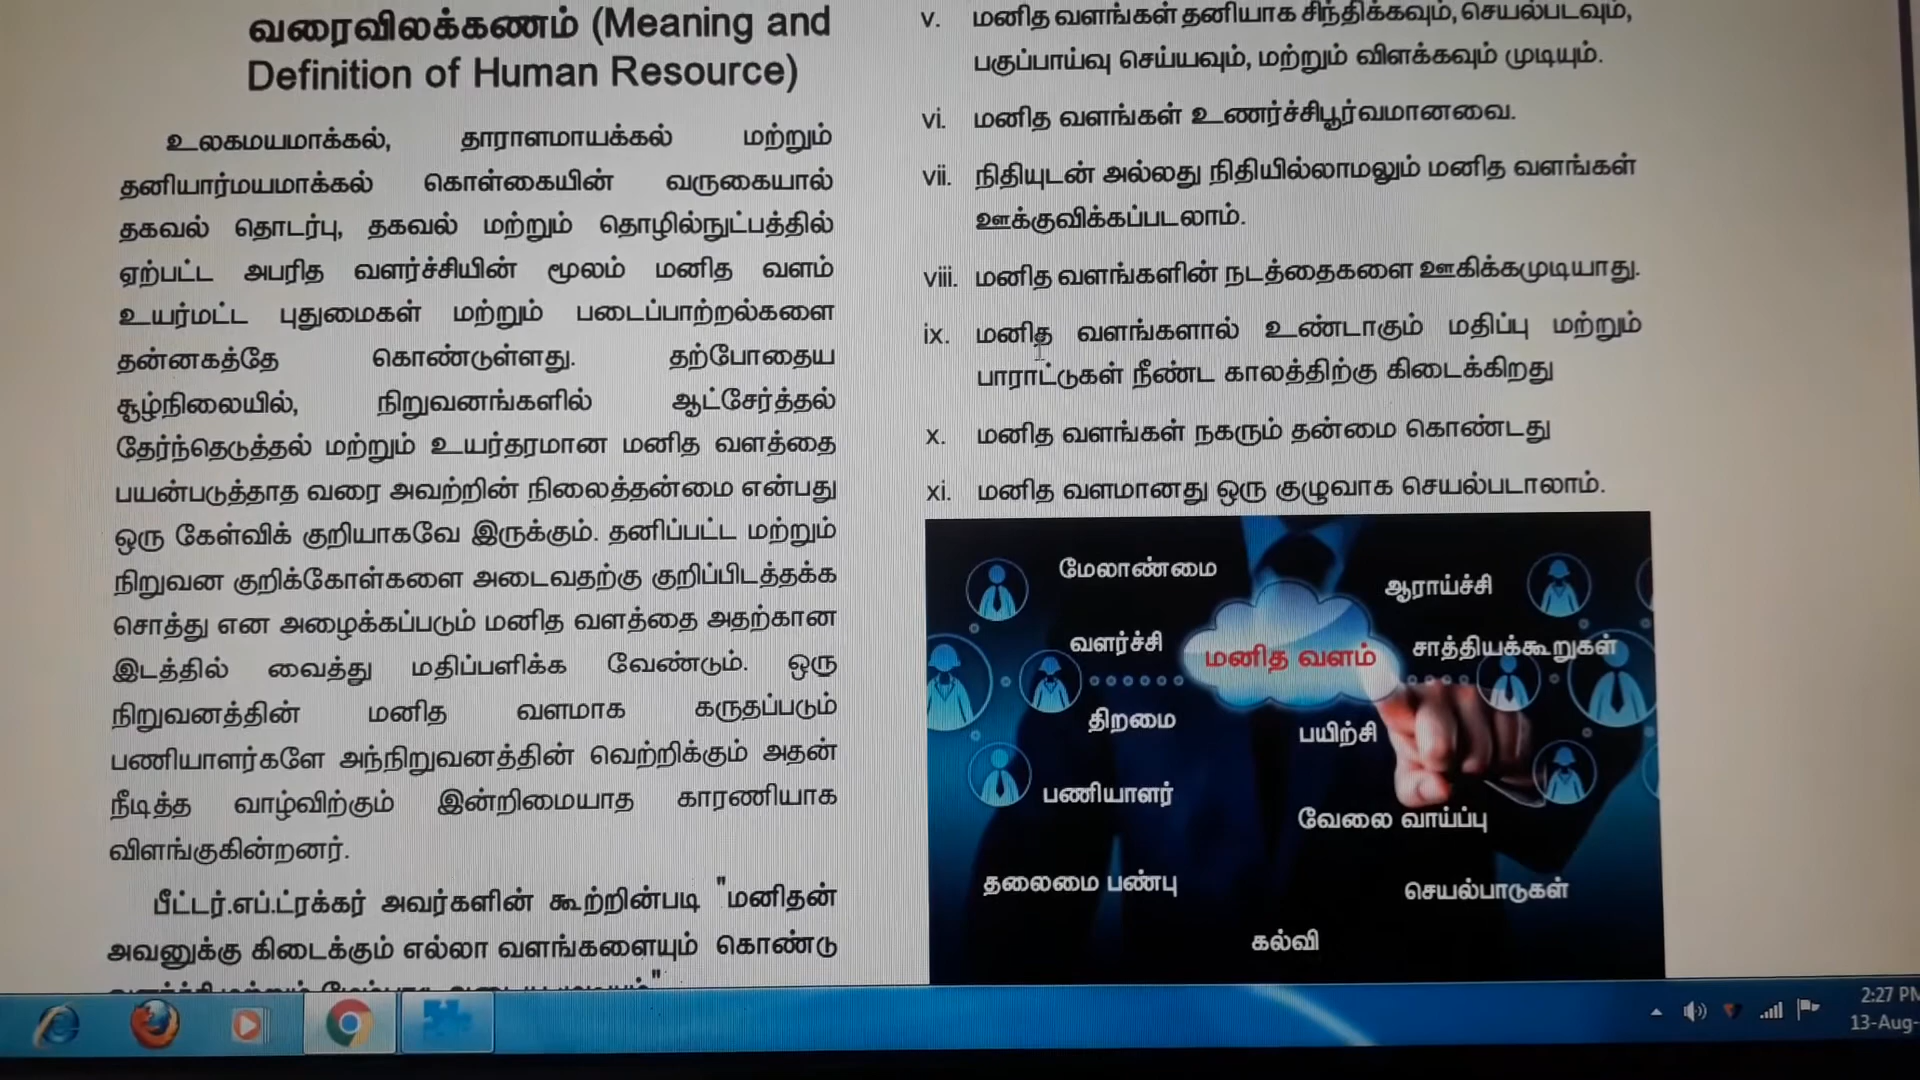 வரைவிலக்கணம் (Meaning and
Definition of Human Resource)
உலகமயமாக்கல், தாராளமாயக்கல் மற்றும்
தனியார்மயமாக்கல் கொள்கையின் வருகையால்
தகவல் தொடர்பு, தகவல் மற்றும் தொழில்நுட்பத்தில்
ஏற்பட்ட அபரித வளர்ச்சியின் மூலம் மனித வளம்
உயர்மட்ட புதுமைகள் மற்றும் படைப்பாற்றல்களை
தன்னகத்தே கொண்டுள்ளது. தற்போதைய
சூழ்நிலையில், நிறுவனங்களில் ஆட்சேர்த்தல்
தேர்ந்தெடுத்தல் மற்றும் உயர்தரமான மனித வளத்தை
பயன்படுத்தாத வரை அவற்றின் நிலைத்தன்மை என்பது
ஒரு கேள்விக் குறியாகவே இருக்கும். தனிப்பட்ட மற்றும்
நிறுவன குறிக்கோள்களை அடைவதற்கு குறிப்பிடத்தக்க
சொத்து என அழைக்கப்படும் மனித வளத்தை அதற்கான
இடத்தில் வைத்து மதிப்பளிக்க வேண்டும். ஒரு
நிறுவனத்தின் மனித வளமாக கருதப்படும்
பணியாளர்களே அந்நிறுவனத்தின் வெற்றிக்கும் அதன்
நீடித்த வாழ்விற்கும் இன்றிமையாத காரணியாக
விளங்குகின்றனர்.
பீட்டர்.எப்.ட்ரக்கர் அவர்களின் கூற்றின்படி "மனிதன்
அவனுக்கு கிடைக்கும் எல்லா வளங்களையும் கொண்டு
v. மனித வளங்கள் தனியாக சிந்திக்கவும், செயல்படவும்,
பகுப்பாய்வு செய்யவும், மற்றும் விளக்கவும் முடியும்.
vi. மனித வளங்கள் உணர்ச்சிபூர்வமானவை.
vii. நிதியுடன் அல்லது நிதியில்லாமலும் மனித வளங்கள்
ஊக்குவிக்கப்படலாம்.
viii. மனித வளங்களின் நடத்தைகளை ஊகிக்கமுடியாது.
ix. மனித வளங்களால் உண்டாகும் மதிப்பு மற்றும்
பாராட்டுகள் நீண்ட காலத்திற்கு கிடைக்கிறது
x. மனித வளங்கள் நகரும் தன்மை கொண்டது
xi. மனித வளமானது ஒரு குழுவாக செயல்படாலாம்.
மேலாண்மை
ஆராய்ச்சி
வளர்ச்சி
மனித வளம்
சாத்தியக்கூறுகள்
திறமை
பயிற்சி
பணியாளர்
வேலை வாய்ப்பு
தலைமை பண்பு
செயல்பாடுகள்
கல்வி
2:27 PM
13-Aug-